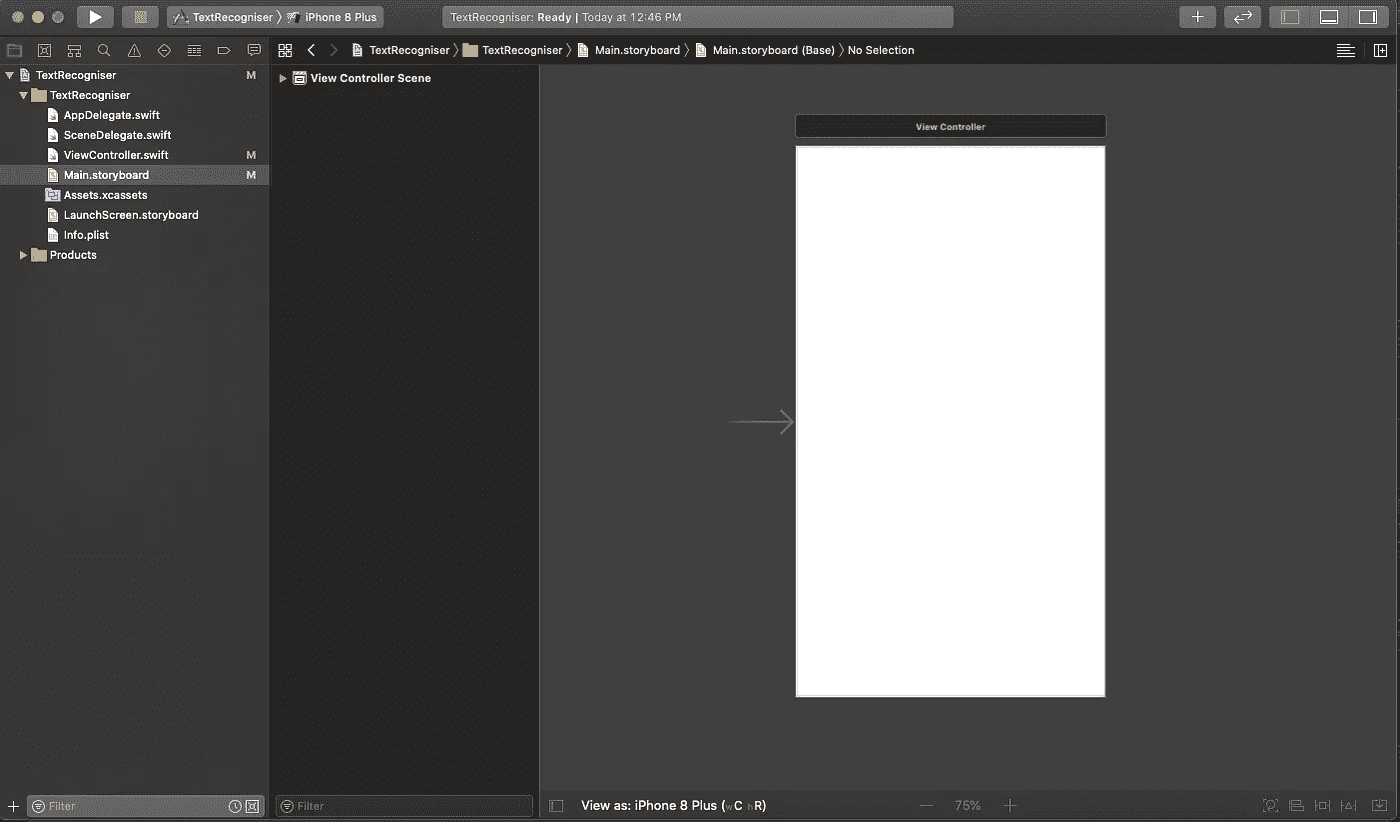 TextRecogniser iPhone 8 Plus
TextRecogniser: Ready | Today at 12:46 PM
TextRecogniser TextRecogniser Main.storyboard Main.storyboard (Base) No Selection
TextRecogniser M
TextRecogniser
AppDelegate.swift
SceneDelegate.swift
ViewController.swift M
Main.storyboard M
Assets.xcassets
LaunchScreen.storyboard
Info.plist
Products
View Controller Scene
View Controller
Filter
Filter
View as: iPhone 8 Plus (wC hR)
75%